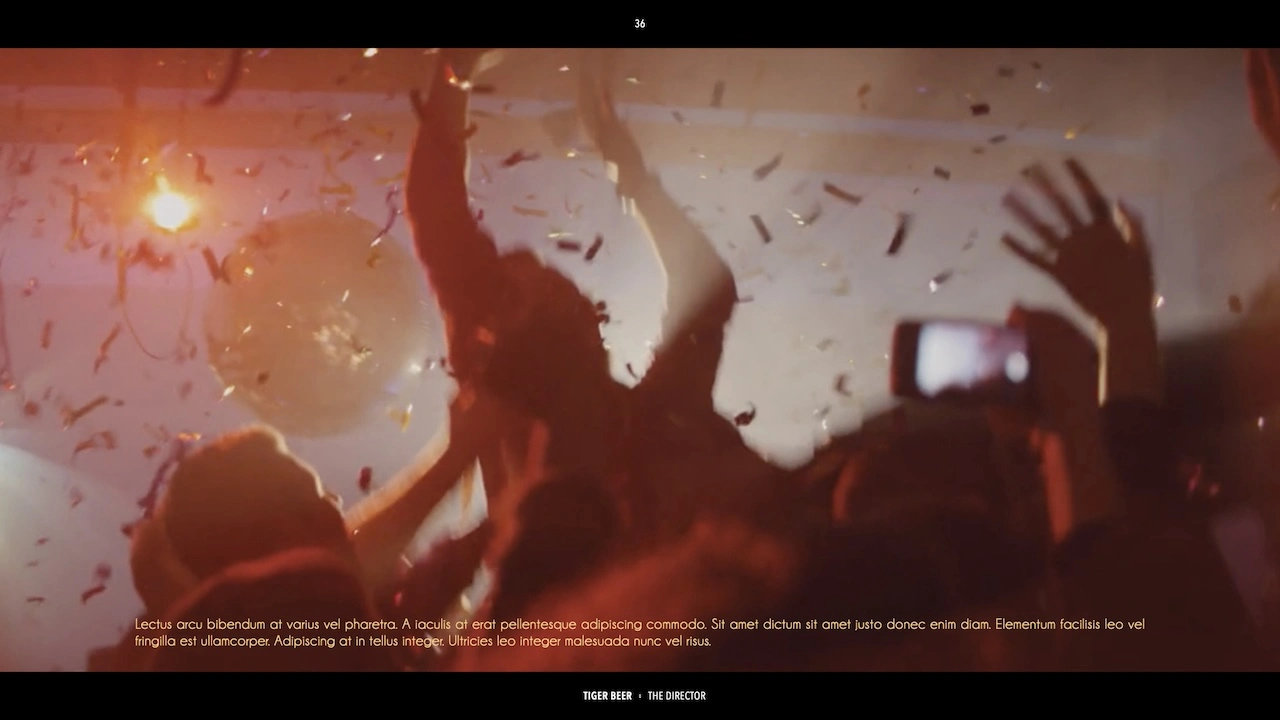 36
Lectus arcu bibendum at varius vel pharetra. A iaculis at erat pellentesque adipiscing commodo. Sit amet dictum sit amet justo donec enim diam. Elementum facilisis leo vel
fringilla est ullamcorper. Adipiscing at in tellus integer. Ultricies leo integer malesuada nunc vel risus.
TIGER BEER ı THE DIRECTOR